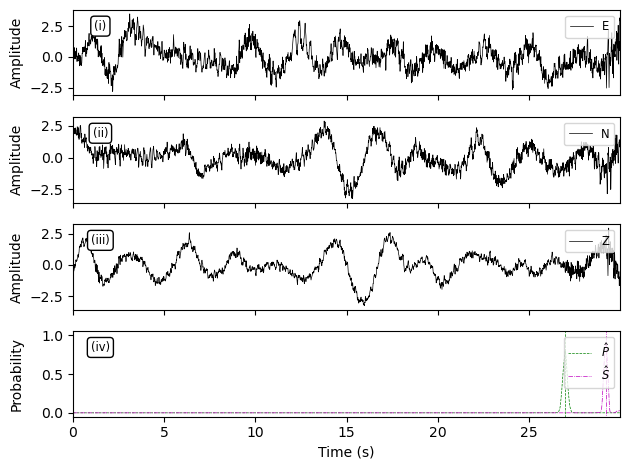 Amplitude
2.5
0.0
−2.5
(i)
E
Amplitude
2.5
0.0
−2.5
(ii)
N
Amplitude
2.5
0.0
−2.5
(iii)
Z
Probability
1.0
0.5
0.0
(iv)
P̂
Ŝ
0 5 10 15 20 25
Time (s)